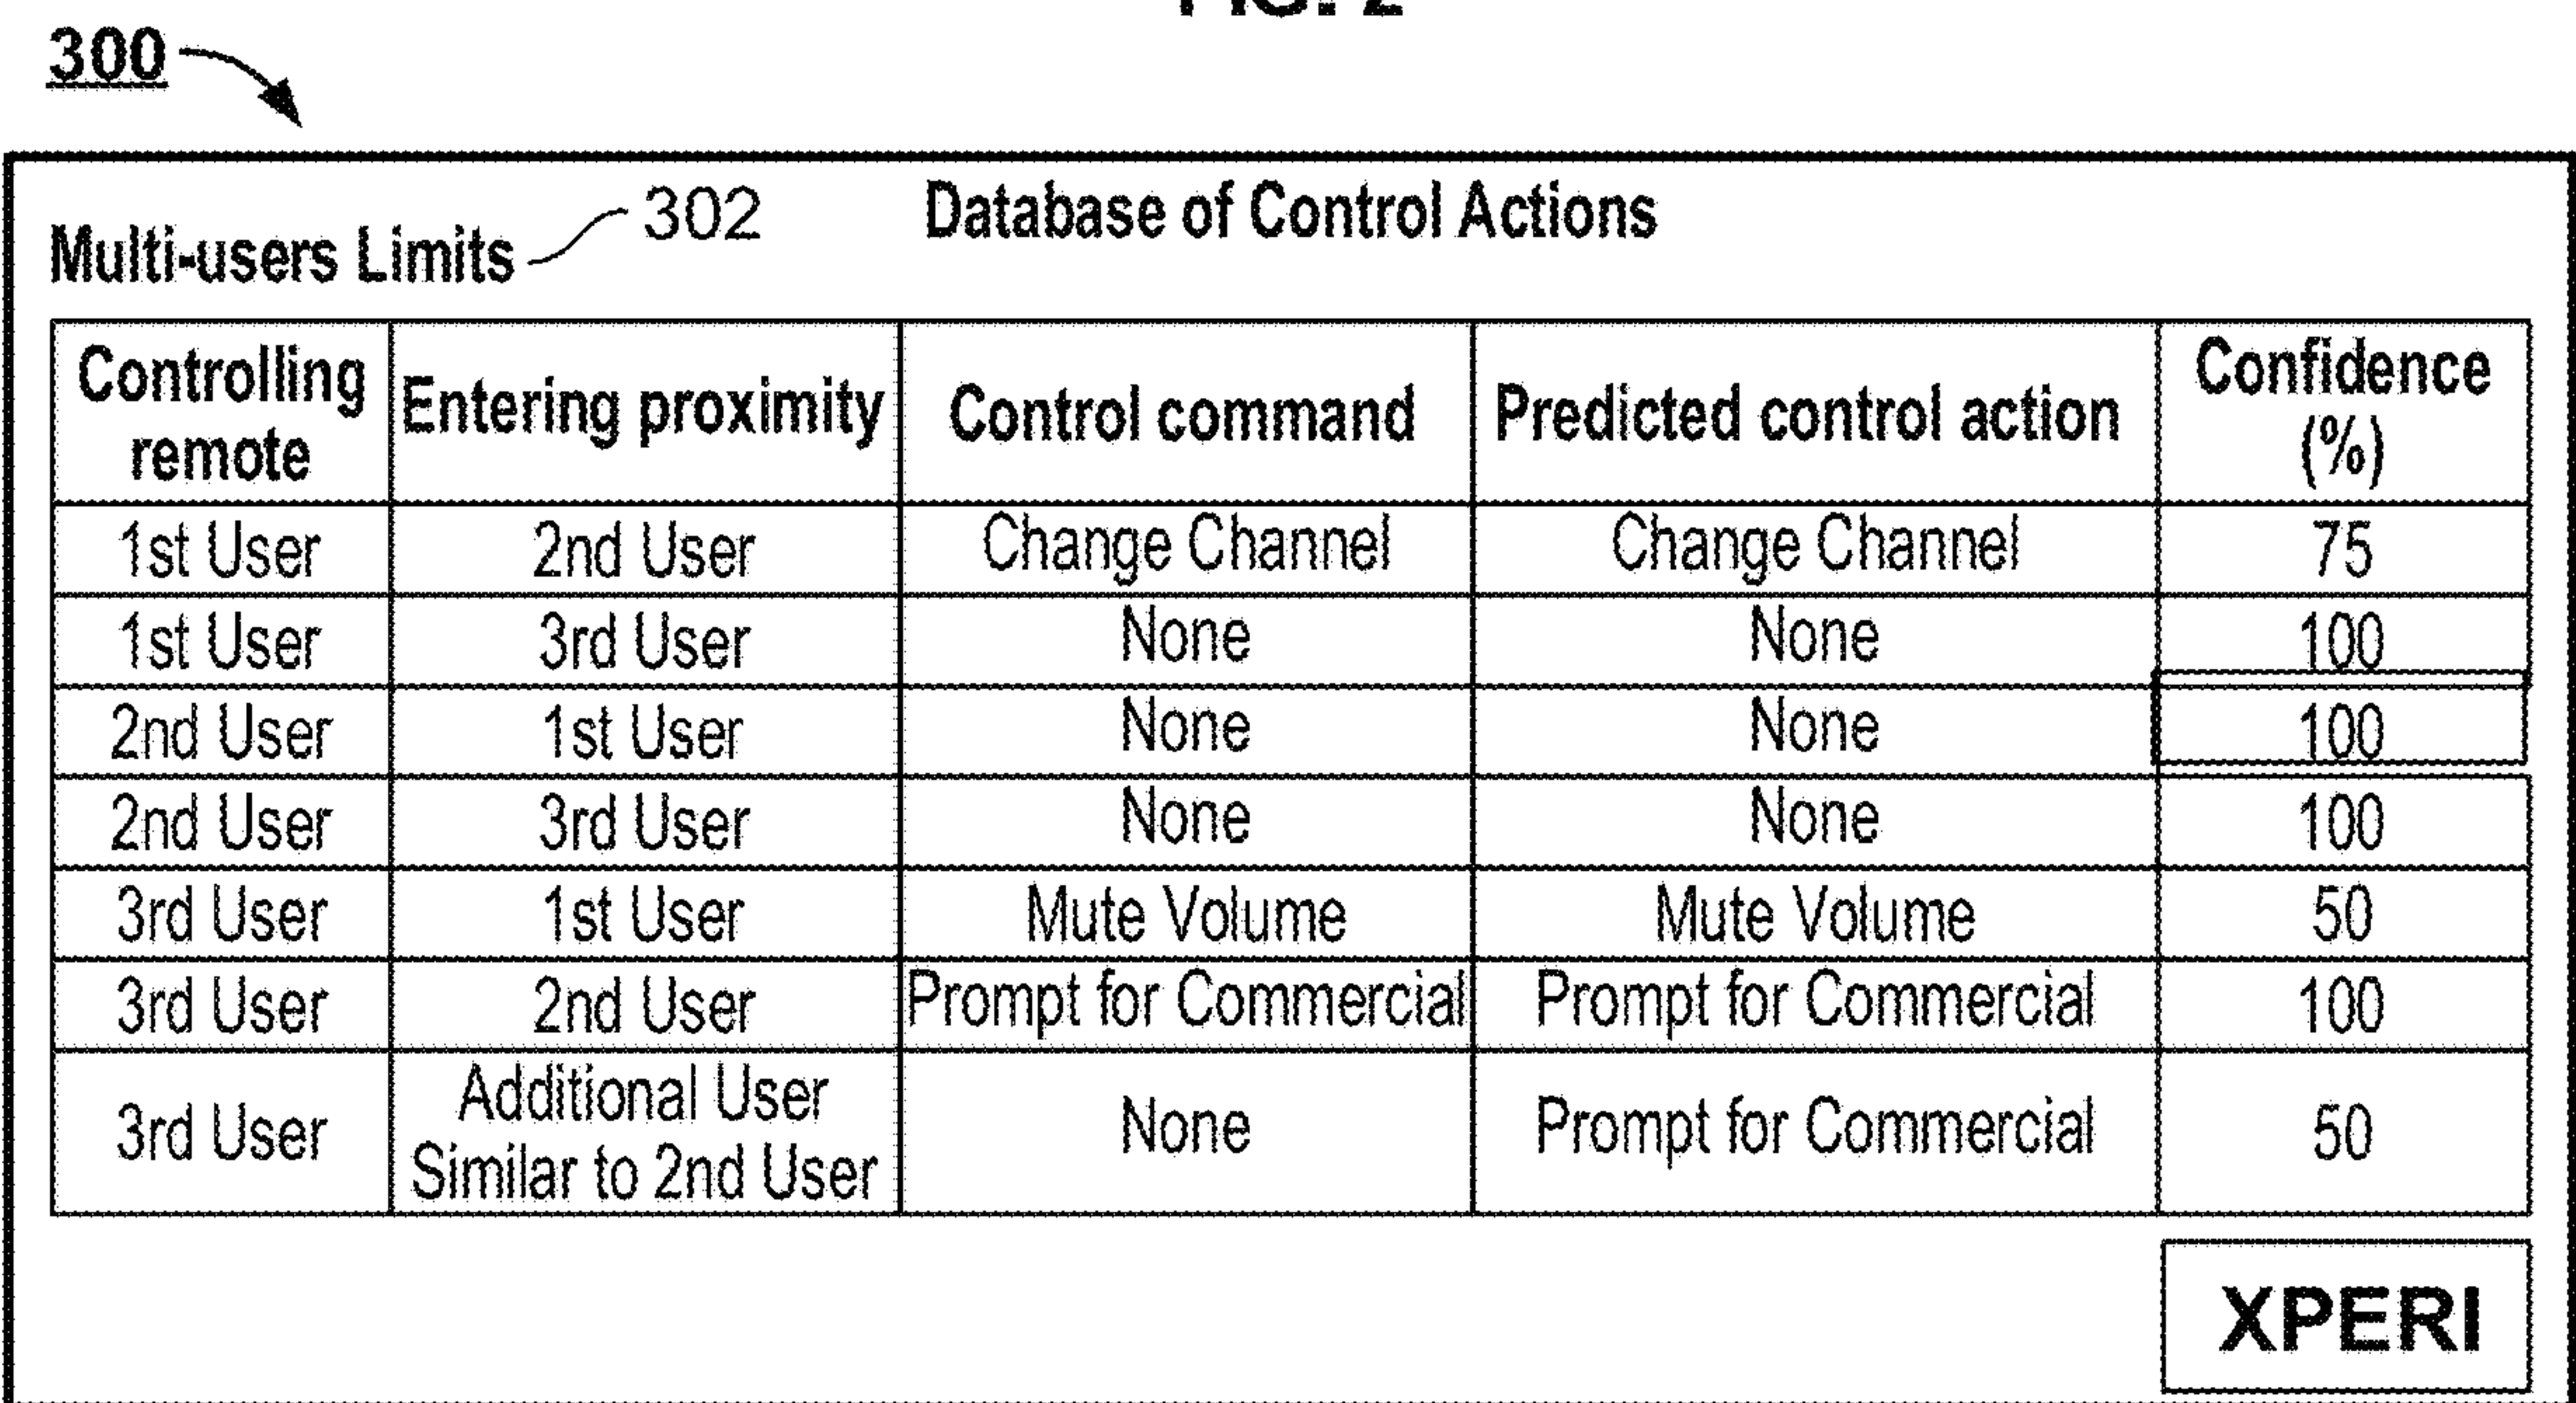 FIG. 2
300
302
Database of Control Actions
Multi-users Limits
Controlling remote Entering proximity Control command Predicted control action Confidence (%)
1st User 2nd User Change Channel Change Channel 75
1st User 3rd User None None 100
2nd User 1st User None None 100
2nd User 3rd User None None 100
3rd User 1st User Mute Volume Mute Volume 50
3rd User 2nd User Prompt for Commercial Prompt for Commercial 100
3rd User Additional User Similar to 2nd User None Prompt for Commercial 50
XPERI